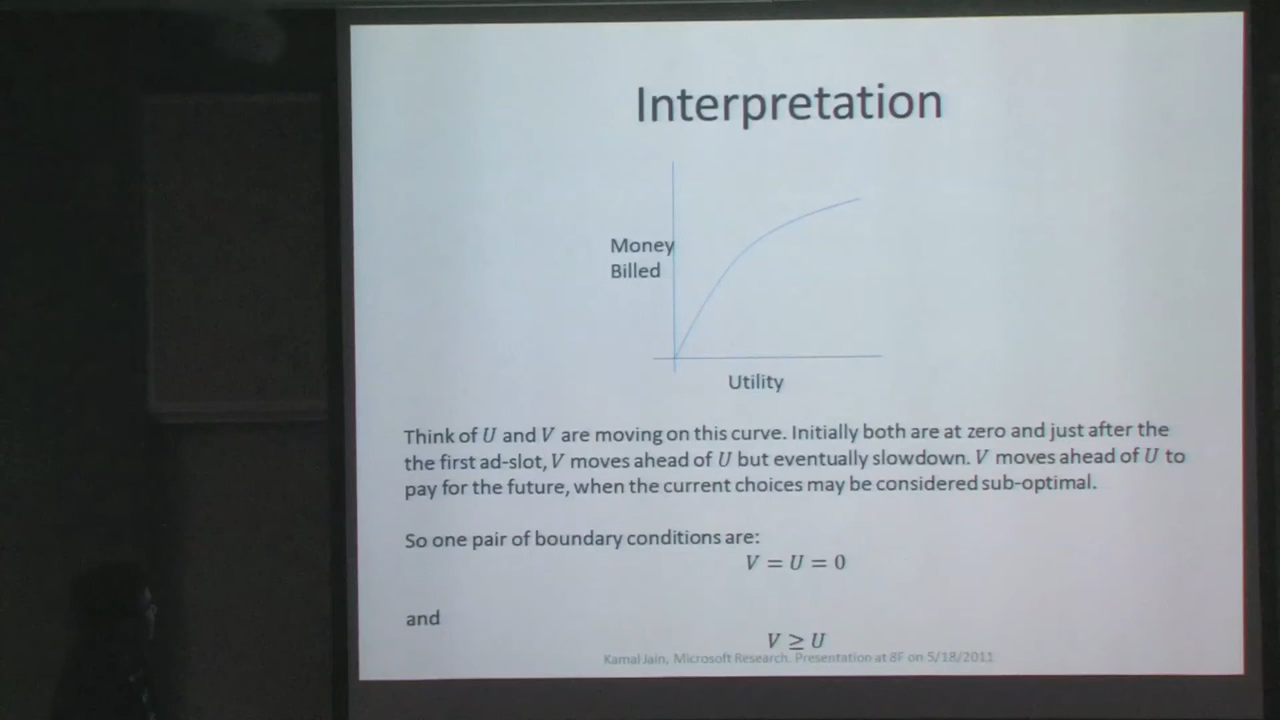 Interpretation
Money
Billed
Utility
Think of U and V are moving on this curve. Initially both are at zero and just after the
the first ad-slot, V moves ahead of U but eventually slowdown. V moves ahead of U to
pay for the future, when the current choices may be considered sub-optimal.
So one pair of boundary conditions are:
V = U = 0
and
V ≥ U
Kamal Jain, Microsoft Research. Presentation at 8F on 5/18/2011